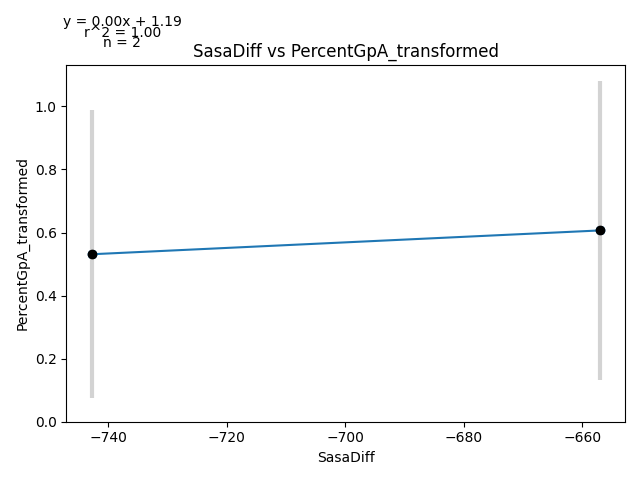 y = 0.00x + 1.19
r^2 = 1.00
n = 2
SasaDiff vs PercentGpA_transformed
PercentGpA_transformed
1.0
0.8
0.6
0.4
0.2
0.0
−740 −720 −700 −680 −660
SasaDiff